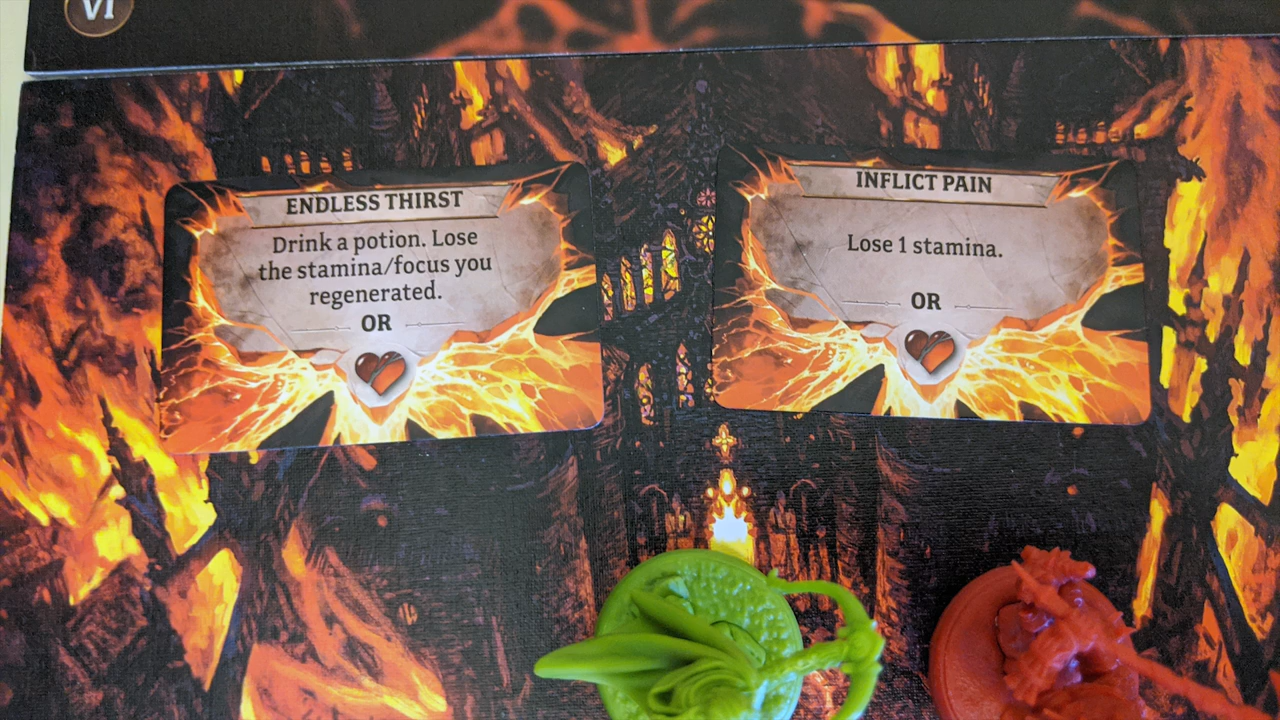 VI
ENDLESS THIRST
Drink a potion. Lose
the stamina/focus you
regenerated.
OR
INFLICT PAIN
Lose 1 stamina.
OR